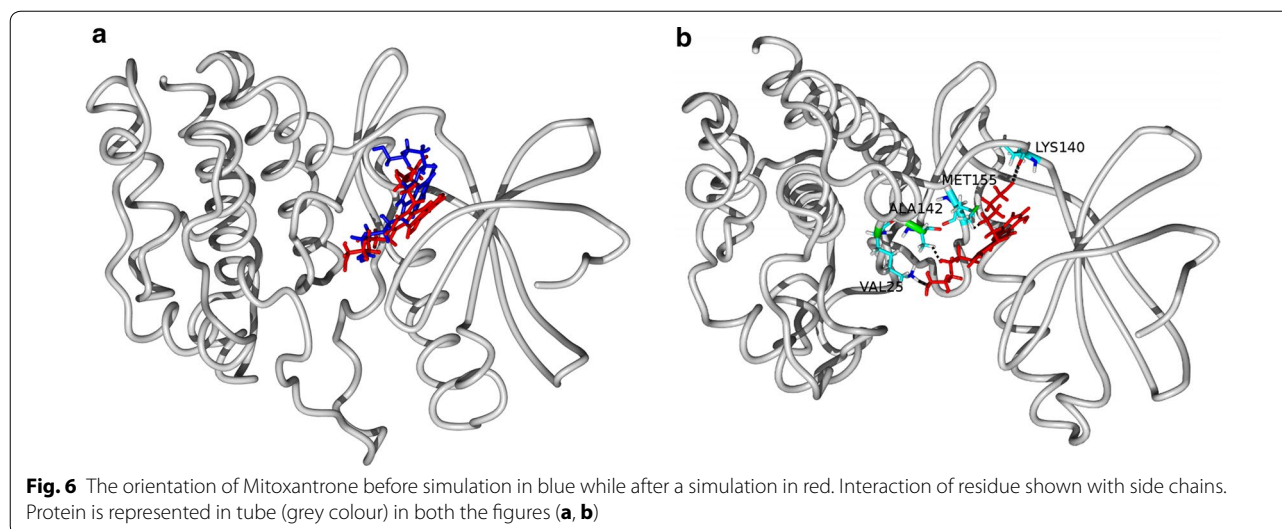 a
b
LYS140
MET155
ALA142
VAL25
Fig. 6 The orientation of Mitoxantrone before simulation in blue while after a simulation in red. Interaction of residue shown with side chains.
Protein is represented in tube (grey colour) in both the figures (a, b)